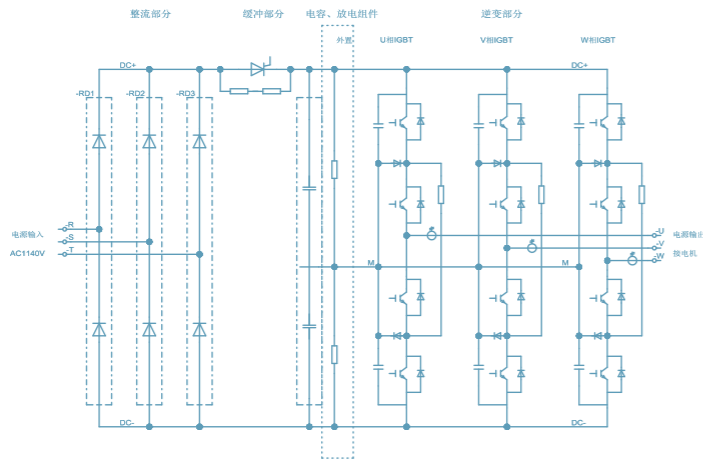 整流部分
缓冲部分
电容、放电组件
逆变部分
外置
U相IGBT
V相IGBT
W相IGBT
DC+
DC+
-RD1
-RD2
-RD3
-R
电源输入
-S
AC1140V
-T
-U
电源输出
-V
接电机
-W
M
M
DC-
DC-